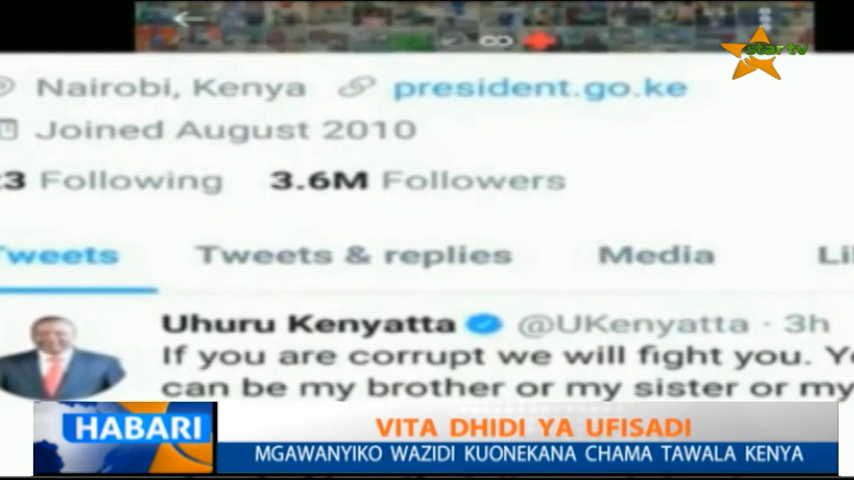 star tv
Nairobi, Kenya president.go.ke
Joined August 2010
3 Following 3.6M Followers
Tweets Tweets & replies Media Li
Uhuru Kenyatta @UKenyatta · 3h
If you are corrupt we will fight you. Yo
can be my brother or my sister or my
HABARI
VITA DHIDI YA UFISADI
MGAWANYIKO WAZIDI KUONEKANA CHAMA TAWALA KENYA